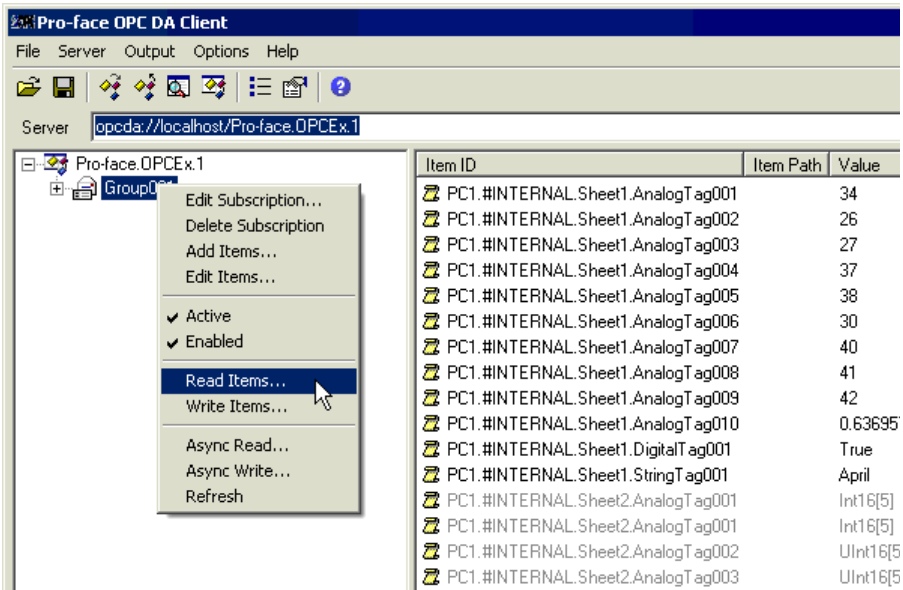 Pro-face OPC DA Client
File Server Output Options Help
Server opcda://localhost/Pro-face.OPCEx.1
Pro-face.OPCEx.1
Edit Subscription...
Delete Subscription
Add Items...
Edit Items...
Active
Enabled
Read Items...
Write Items...
Async Read...
Async Write...
Refresh
Item ID Item Path Value
PC1.#INTERNAL.Sheet1.AnalogTag001 34
PC1.#INTERNAL.Sheet1.AnalogTag002 26
PC1.#INTERNAL.Sheet1.AnalogTag003 27
PC1.#INTERNAL.Sheet1.AnalogTag004 37
PC1.#INTERNAL.Sheet1.AnalogTag005 38
PC1.#INTERNAL.Sheet1.AnalogTag006 30
PC1.#INTERNAL.Sheet1.AnalogTag007 40
PC1.#INTERNAL.Sheet1.AnalogTag008 41
PC1.#INTERNAL.Sheet1.AnalogTag009 42
PC1.#INTERNAL.Sheet1.AnalogTag010 0.63695
PC1.#INTERNAL.Sheet1.DigitalTag001 True
PC1.#INTERNAL.Sheet1.StringTag001 April
PC1.#INTERNAL.Sheet2.AnalogTag001 Int16[5]
PC1.#INTERNAL.Sheet2.AnalogTag001 Int16[5]
PC1.#INTERNAL.Sheet2.AnalogTag002 UInt16[5
PC1.#INTERNAL.Sheet2.AnalogTag003 UInt16[5